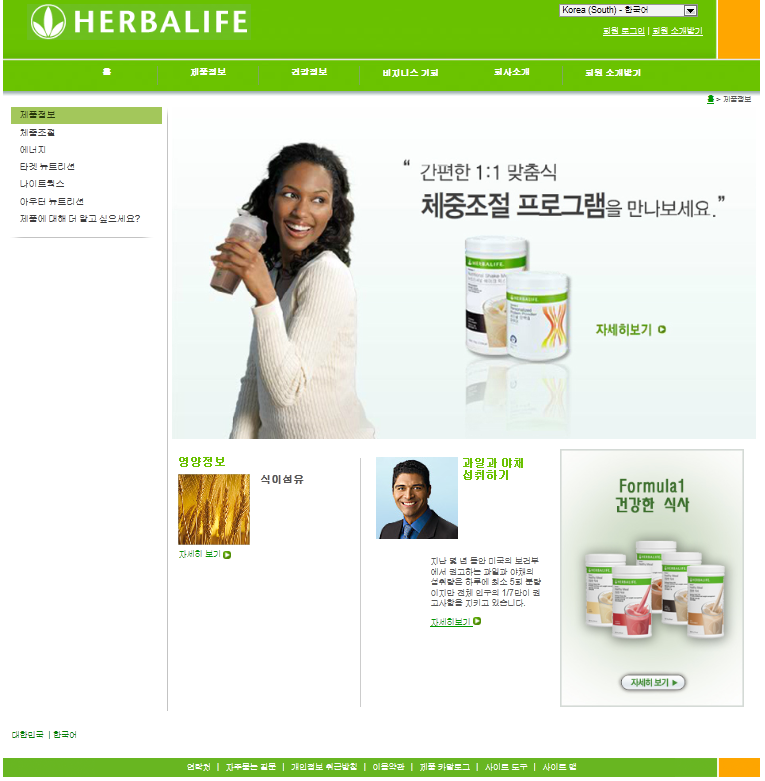 HERBALIFE
Korea (South) - 한국어
회원 로그인 | 회원 소개받기
홈 제품정보 건강정보 비지니스 기회 회사소개 회원 소개받기
홈 > 제품정보
제품정보
체중조절
에너지
타겟 뉴트리션
나이트웍스
아우터 뉴트리션
제품에 대해 더 알고 싶으세요?
“ 간편한 1:1 맞춤식
체중조절 프로그램을 만나보세요.”
HERBALIFE.
HERBALIFE.
자세히보기
영양정보
식이섬유
자세히 보기
과일과 야채
섭취하기
지난 몇 년 동안 미국의 보건부
에서 권고하는 과일과 야채의
섭취량은 하루에 최소 5회 분량
이지만 전체 인구의 1/7만이 권
고사항을 지키고 있습니다.
자세히보기
Formula1
건강한 식사
자세히 보기
대한민국 | 한국어
연락처 | 자주묻는 질문 | 개인정보 취급방침 | 이용약관 | 제품 카탈로그 | 사이트 도구 | 사이트 맵